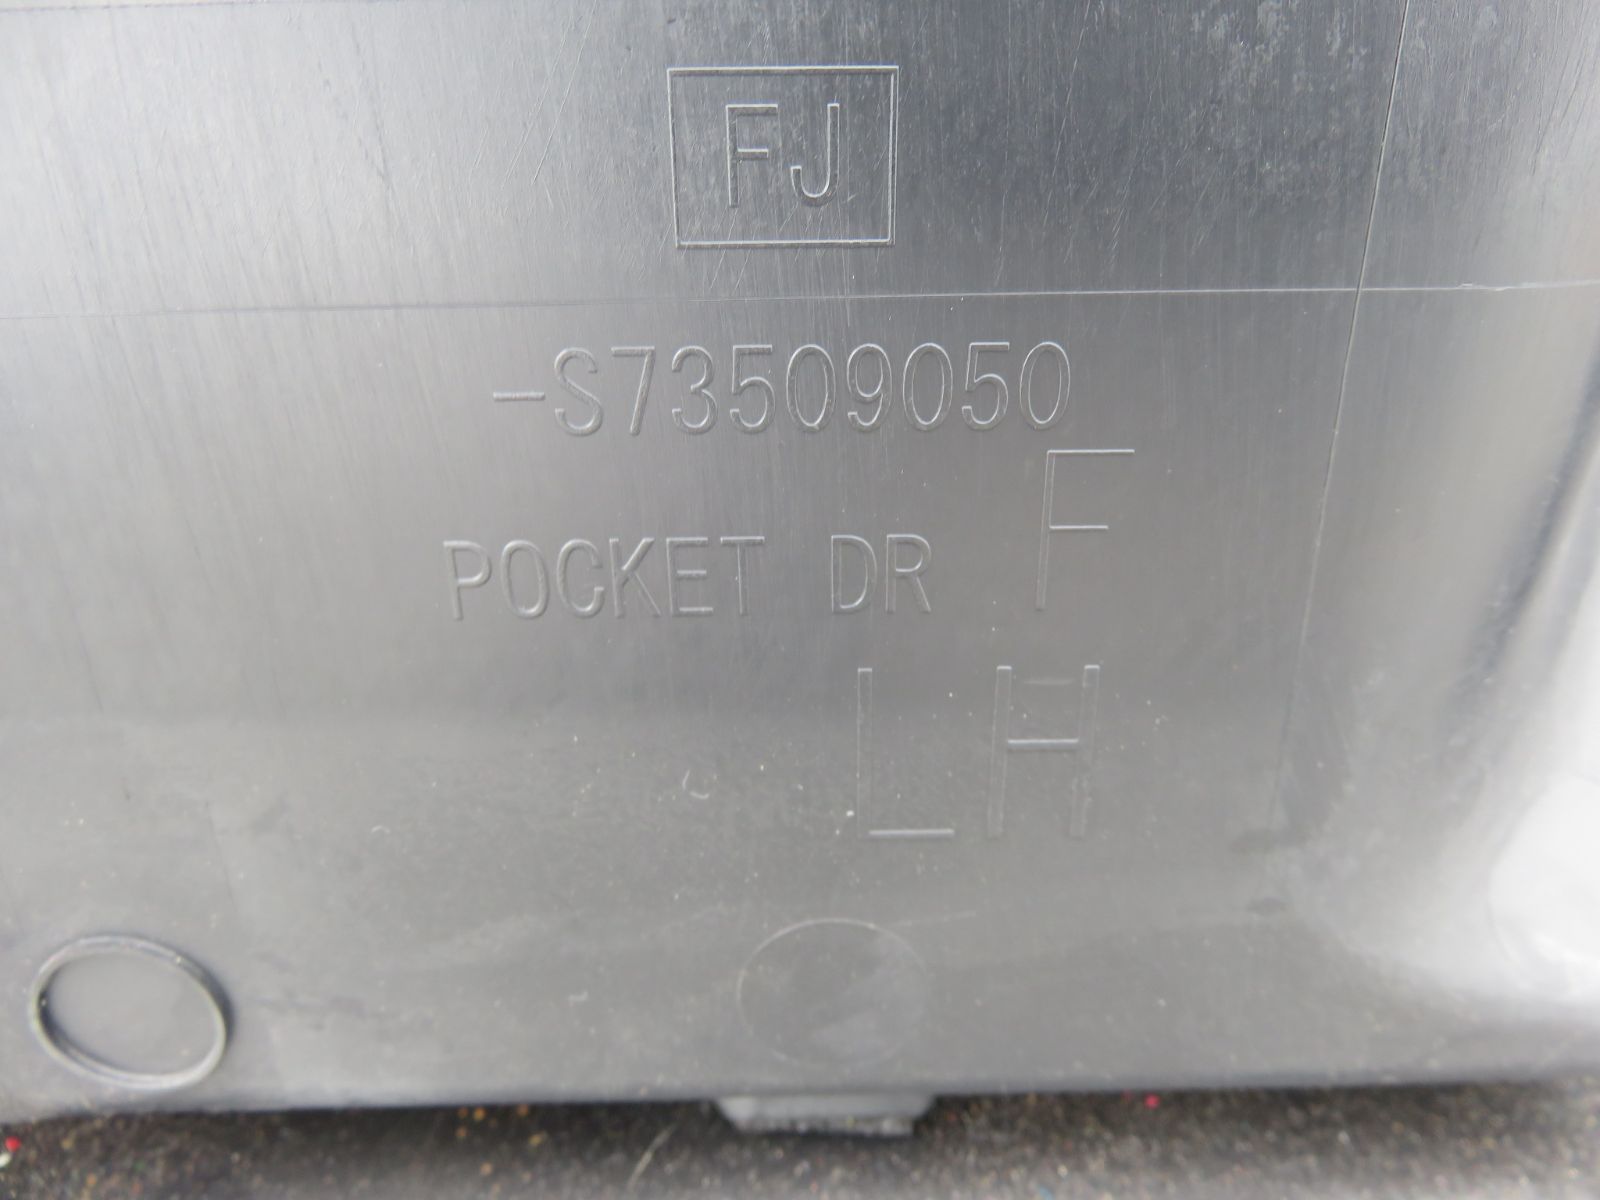 FJ
-S73509050
POCKET DR F
LH